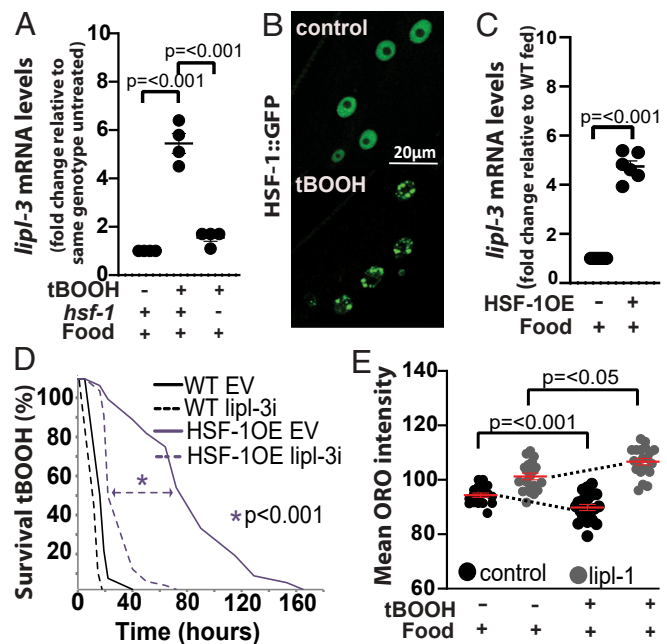 A
lipl-3 mRNA levels
(fold change relative to
same genotype untreated)
10
8
6
4
2
0
p=<0.001
p=<0.001
tBOOH - + +
hsf-1 + + -
Food + + +
B
HSF-1::GFP
control
20µm
tBOOH
C
lipl-3 mRNA levels
(fold change relative to WT fed)
10
8
6
4
2
0
p=<0.001
HSF-1OE - +
Food + +
D
Survival tBOOH (%)
100
80
60
40
20
WT EV
WT lipl-3i
HSF-1OE EV
HSF-1OE lipl-3i
*
*p<0.001
0 40 80 120 160
Time (hours)
E
Mean ORO intensity
140
120
100
80
60
p=<0.05
p=<0.001
control lipl-1
tBOOH - - + +
Food + + + +